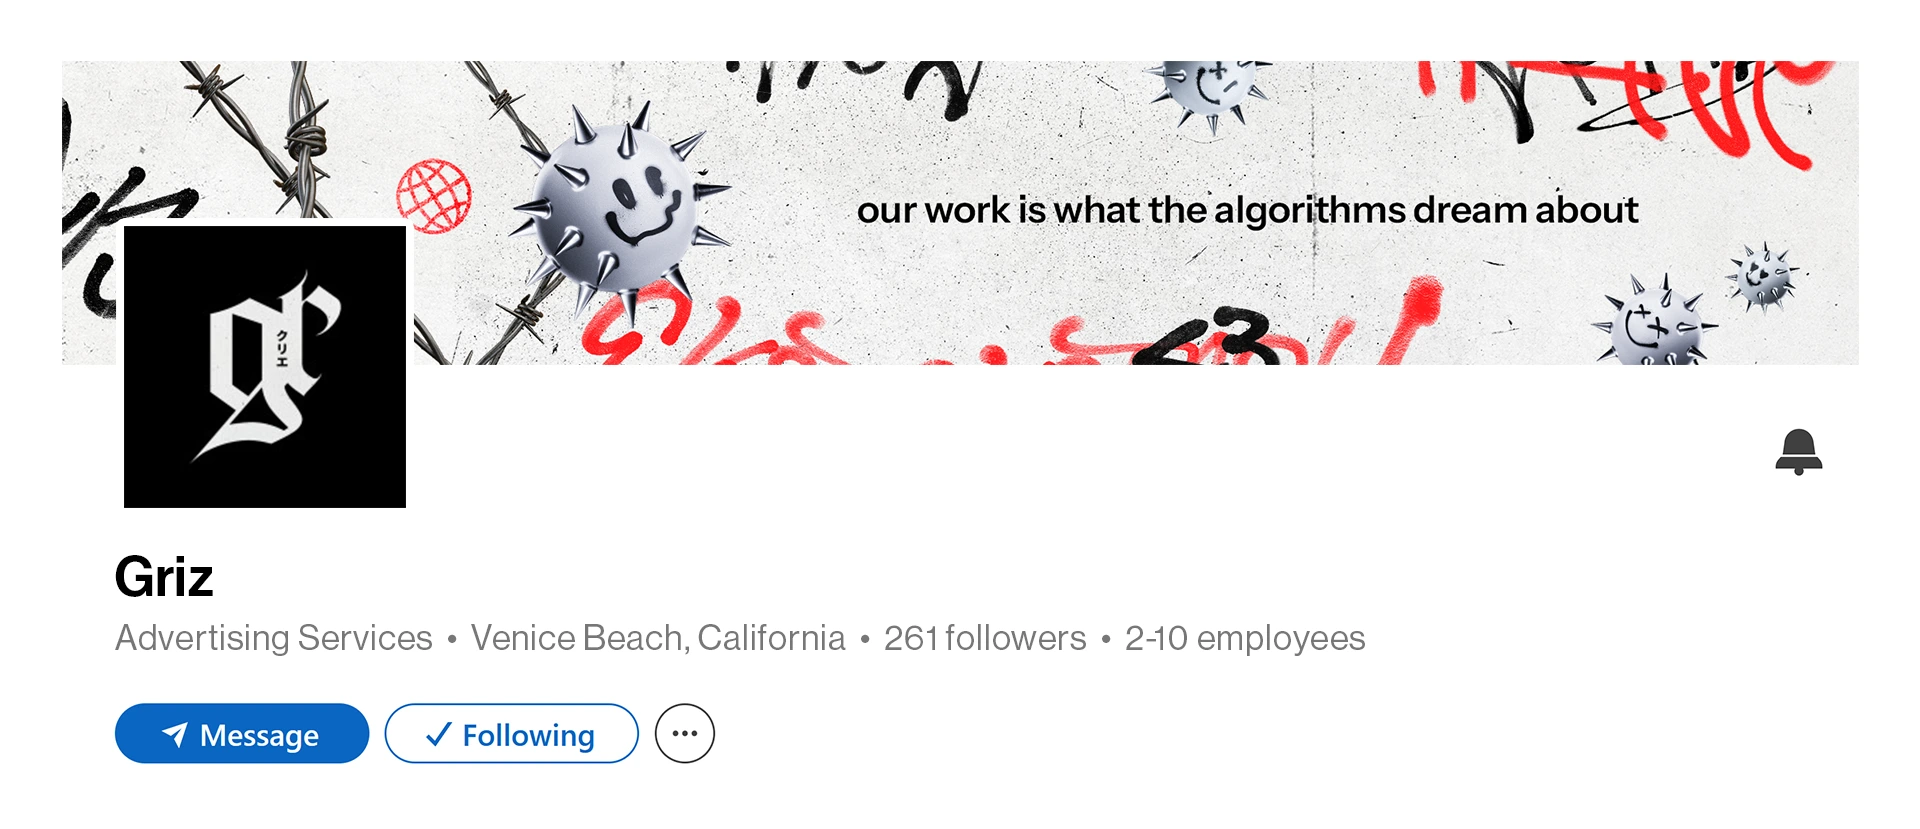 our work is what the algorithms dream about
gr
クリエ
<3
Griz
Advertising Services • Venice Beach, California • 261 followers • 2-10 employees
Message
Following